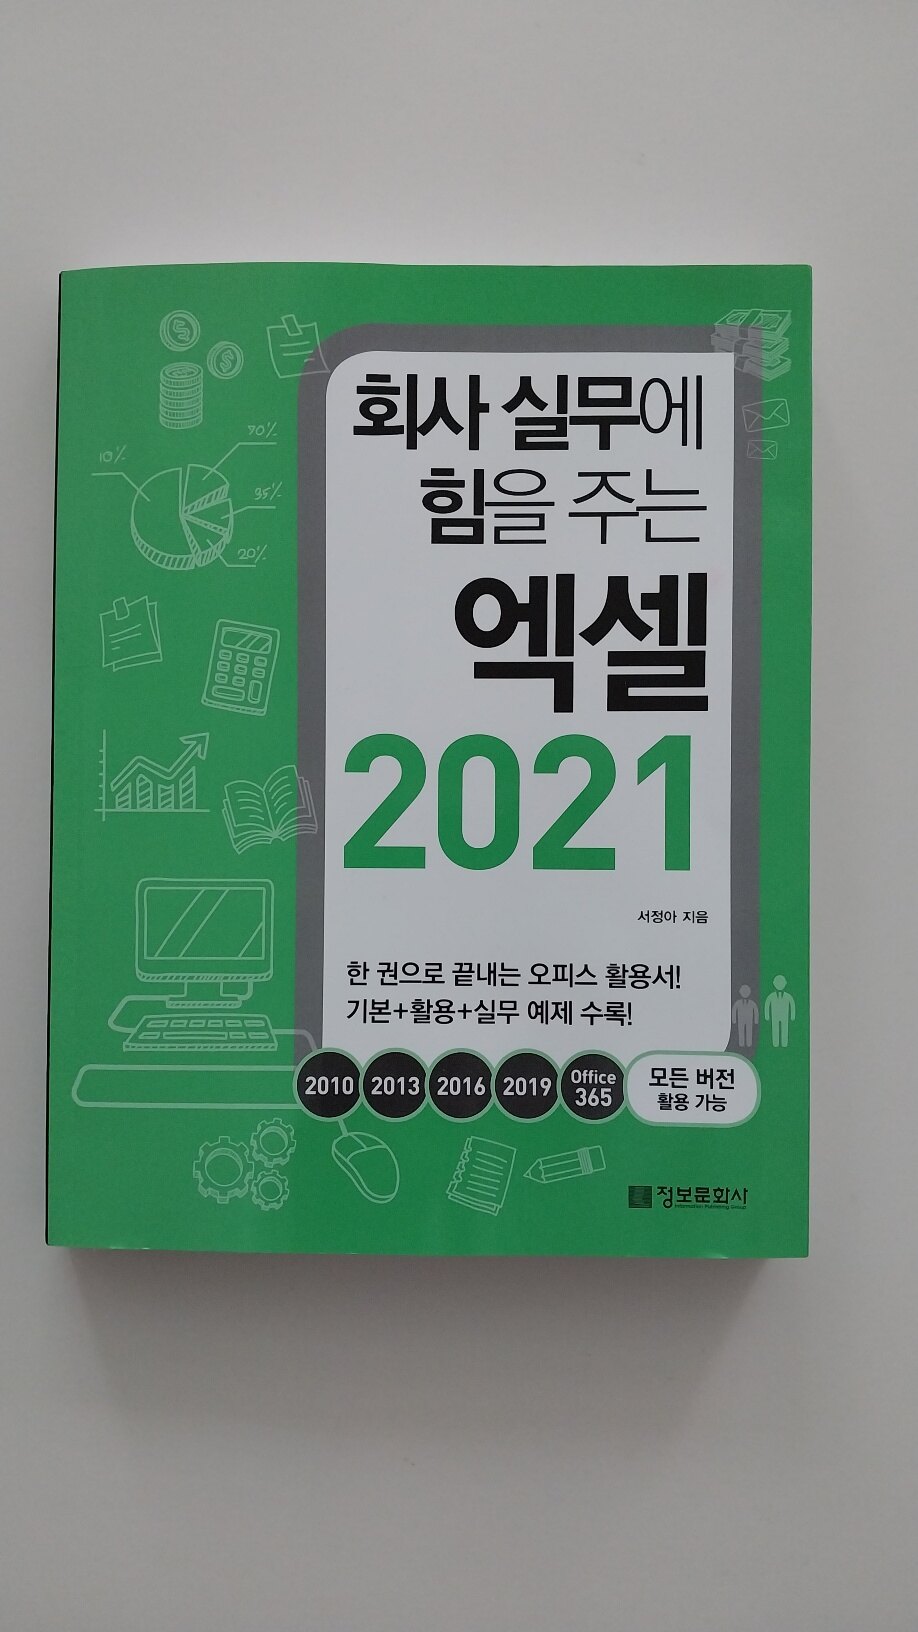 회사 실무에
힘을 주는
엑셀
2021
서정아 지음
한 권으로 끝내는 오피스 활용서!
기본+활용+실무 예제 수록!
2010 2013 2016 2019 Office 365 모든 버전 활용 가능
정보문화사
Information Publishing Group
10%
70%
35%
20%